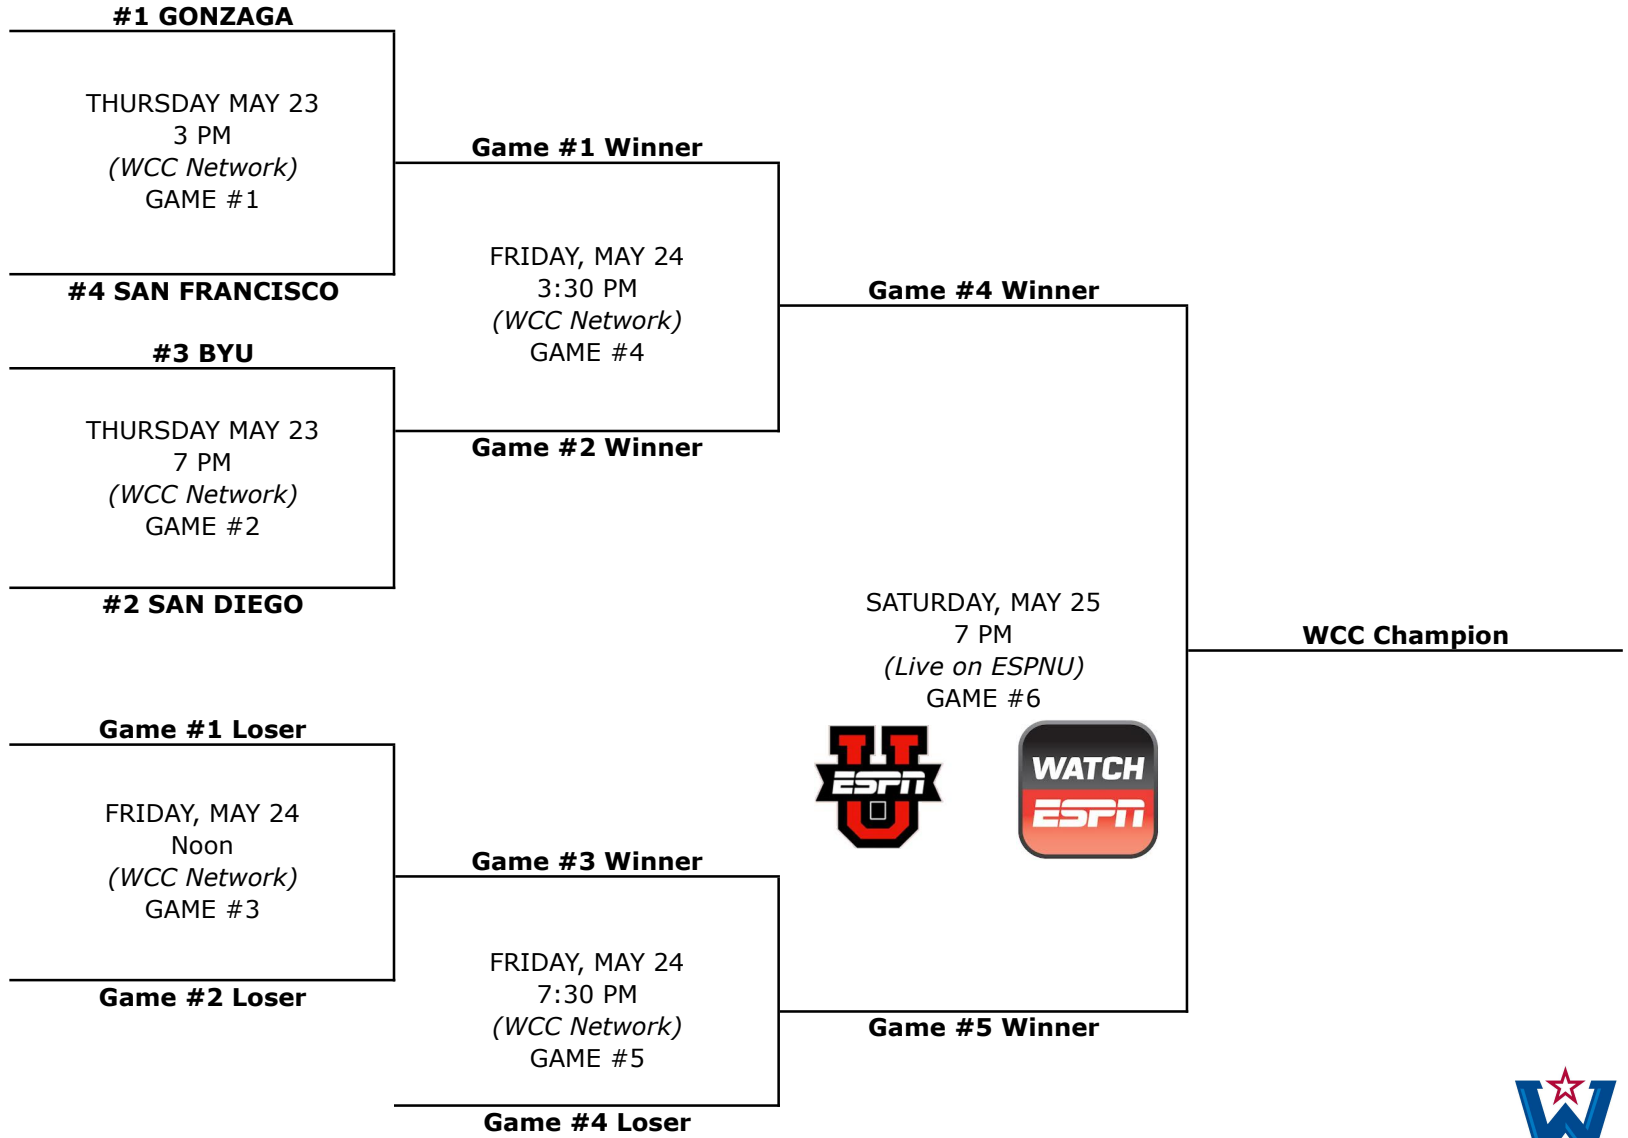 #1 GONZAGA
THURSDAY MAY 23
3 PM
(WCC Network)
GAME #1
#4 SAN FRANCISCO
#3 BYU
THURSDAY MAY 23
7 PM
(WCC Network)
GAME #2
#2 SAN DIEGO
Game #1 Loser
FRIDAY, MAY 24
Noon
(WCC Network)
GAME #3
Game #2 Loser
Game #1 Winner
FRIDAY, MAY 24
3:30 PM
(WCC Network)
GAME #4
Game #2 Winner
Game #3 Winner
FRIDAY, MAY 24
7:30 PM
(WCC Network)
GAME #5
Game #4 Loser
Game #4 Winner
SATURDAY, MAY 25
7 PM
(Live on ESPNU)
GAME #6
U
ESPN
WATCH
ESPN
Game #5 Winner
WCC Champion
W